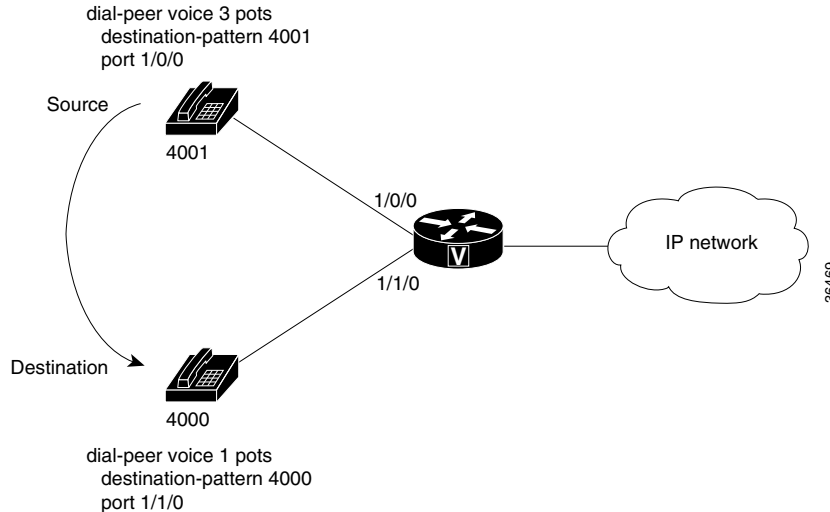 dial-peer voice 3 pots
destination-pattern 4001
port 1/0/0
Source
4001
1/0/0
V
IP network
1/1/0
Destination
4000
dial-peer voice 1 pots
destination-pattern 4000
port 1/1/0
36469